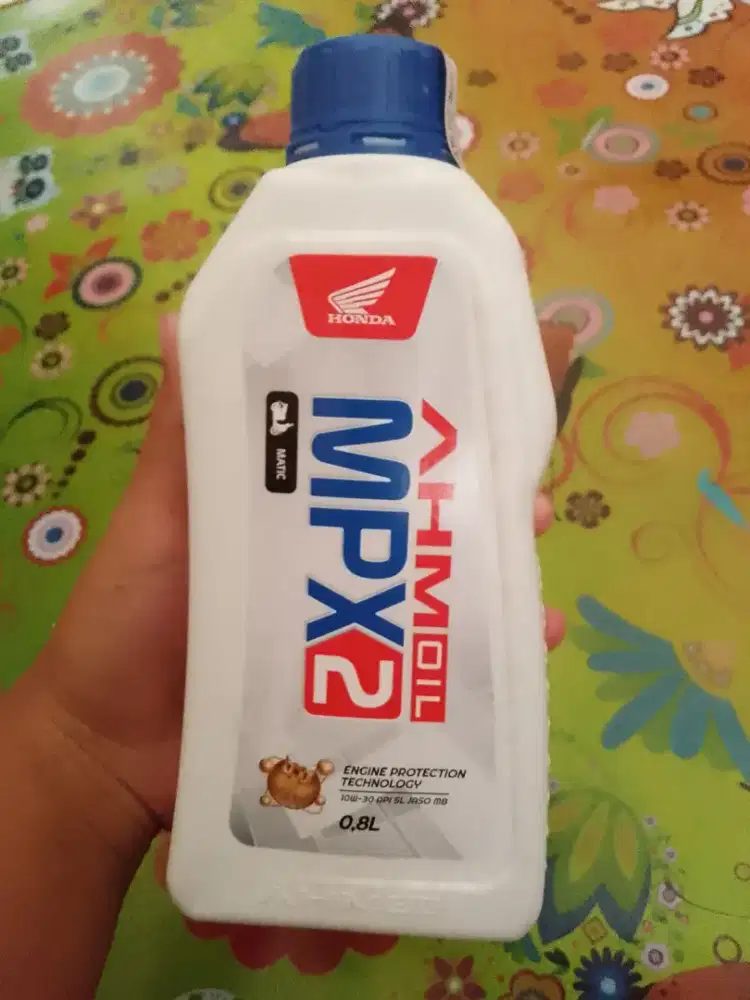 HONDA
AHM OIL
MPX2
MATIC
ENGINE PROTECTION
TECHNOLOGY
10W-30 API SL JASO MB
0,8L